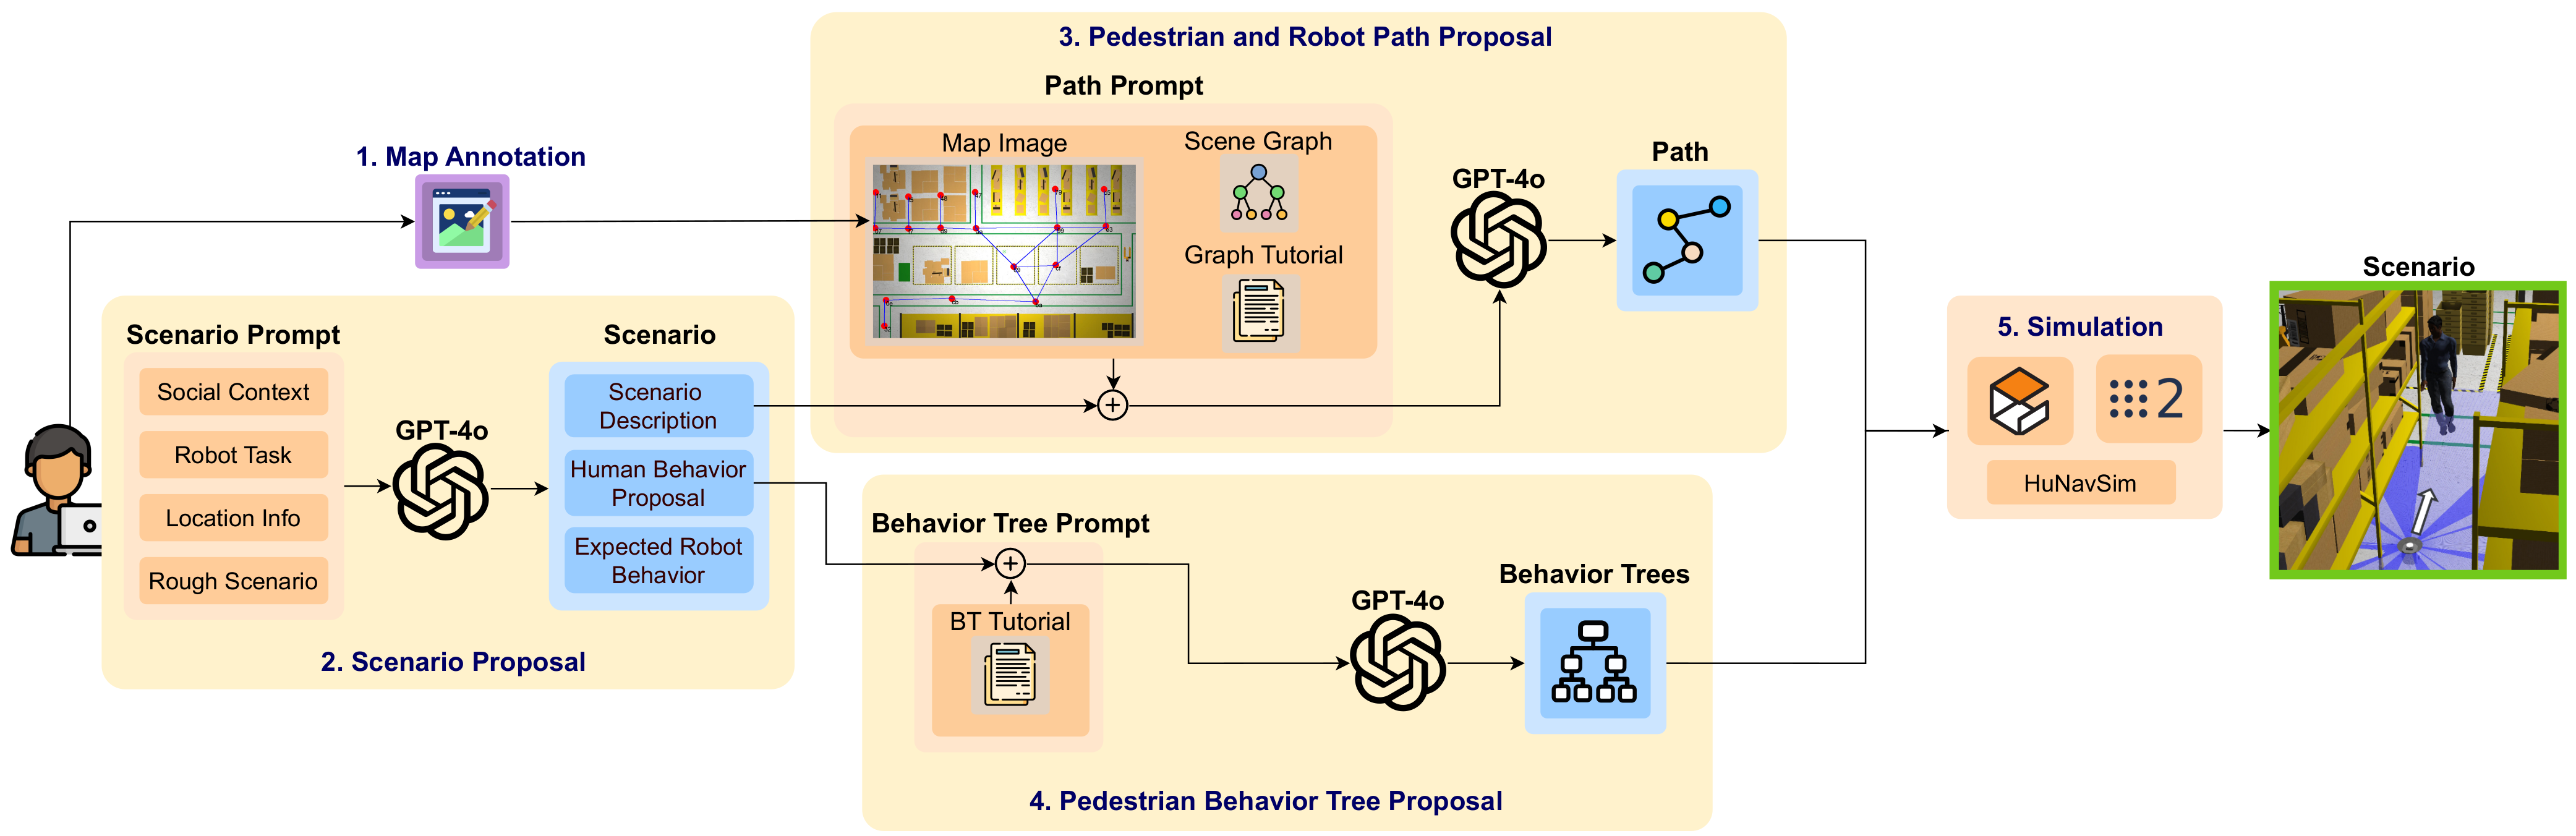 3. Pedestrian and Robot Path Proposal
Path Prompt
Map Image
Scene Graph
Graph Tutorial
GPT-4o
Path
1. Map Annotation
Scenario Prompt
Social Context
Robot Task
Location Info
Rough Scenario
GPT-4o
Scenario
Scenario
Description
Human Behavior
Proposal
Expected Robot
Behavior
2. Scenario Proposal
Behavior Tree Prompt
BT Tutorial
GPT-4o
Behavior Trees
4. Pedestrian Behavior Tree Proposal
5. Simulation
2
HuNavSim
Scenario